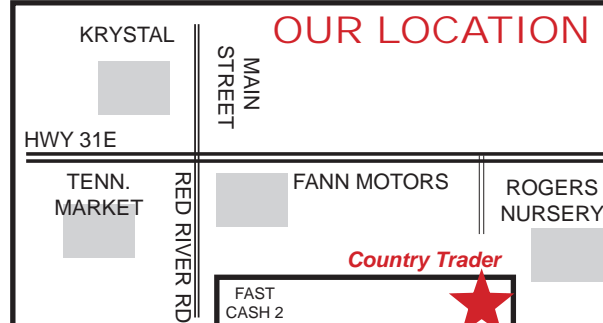 OUR LOCATION
KRYSTAL
MAIN
STREET
HWY 31E
TENN.
MARKET
RED RIVER RD
FANN MOTORS
ROGERS
NURSERY
Country Trader
FAST
CASH 2